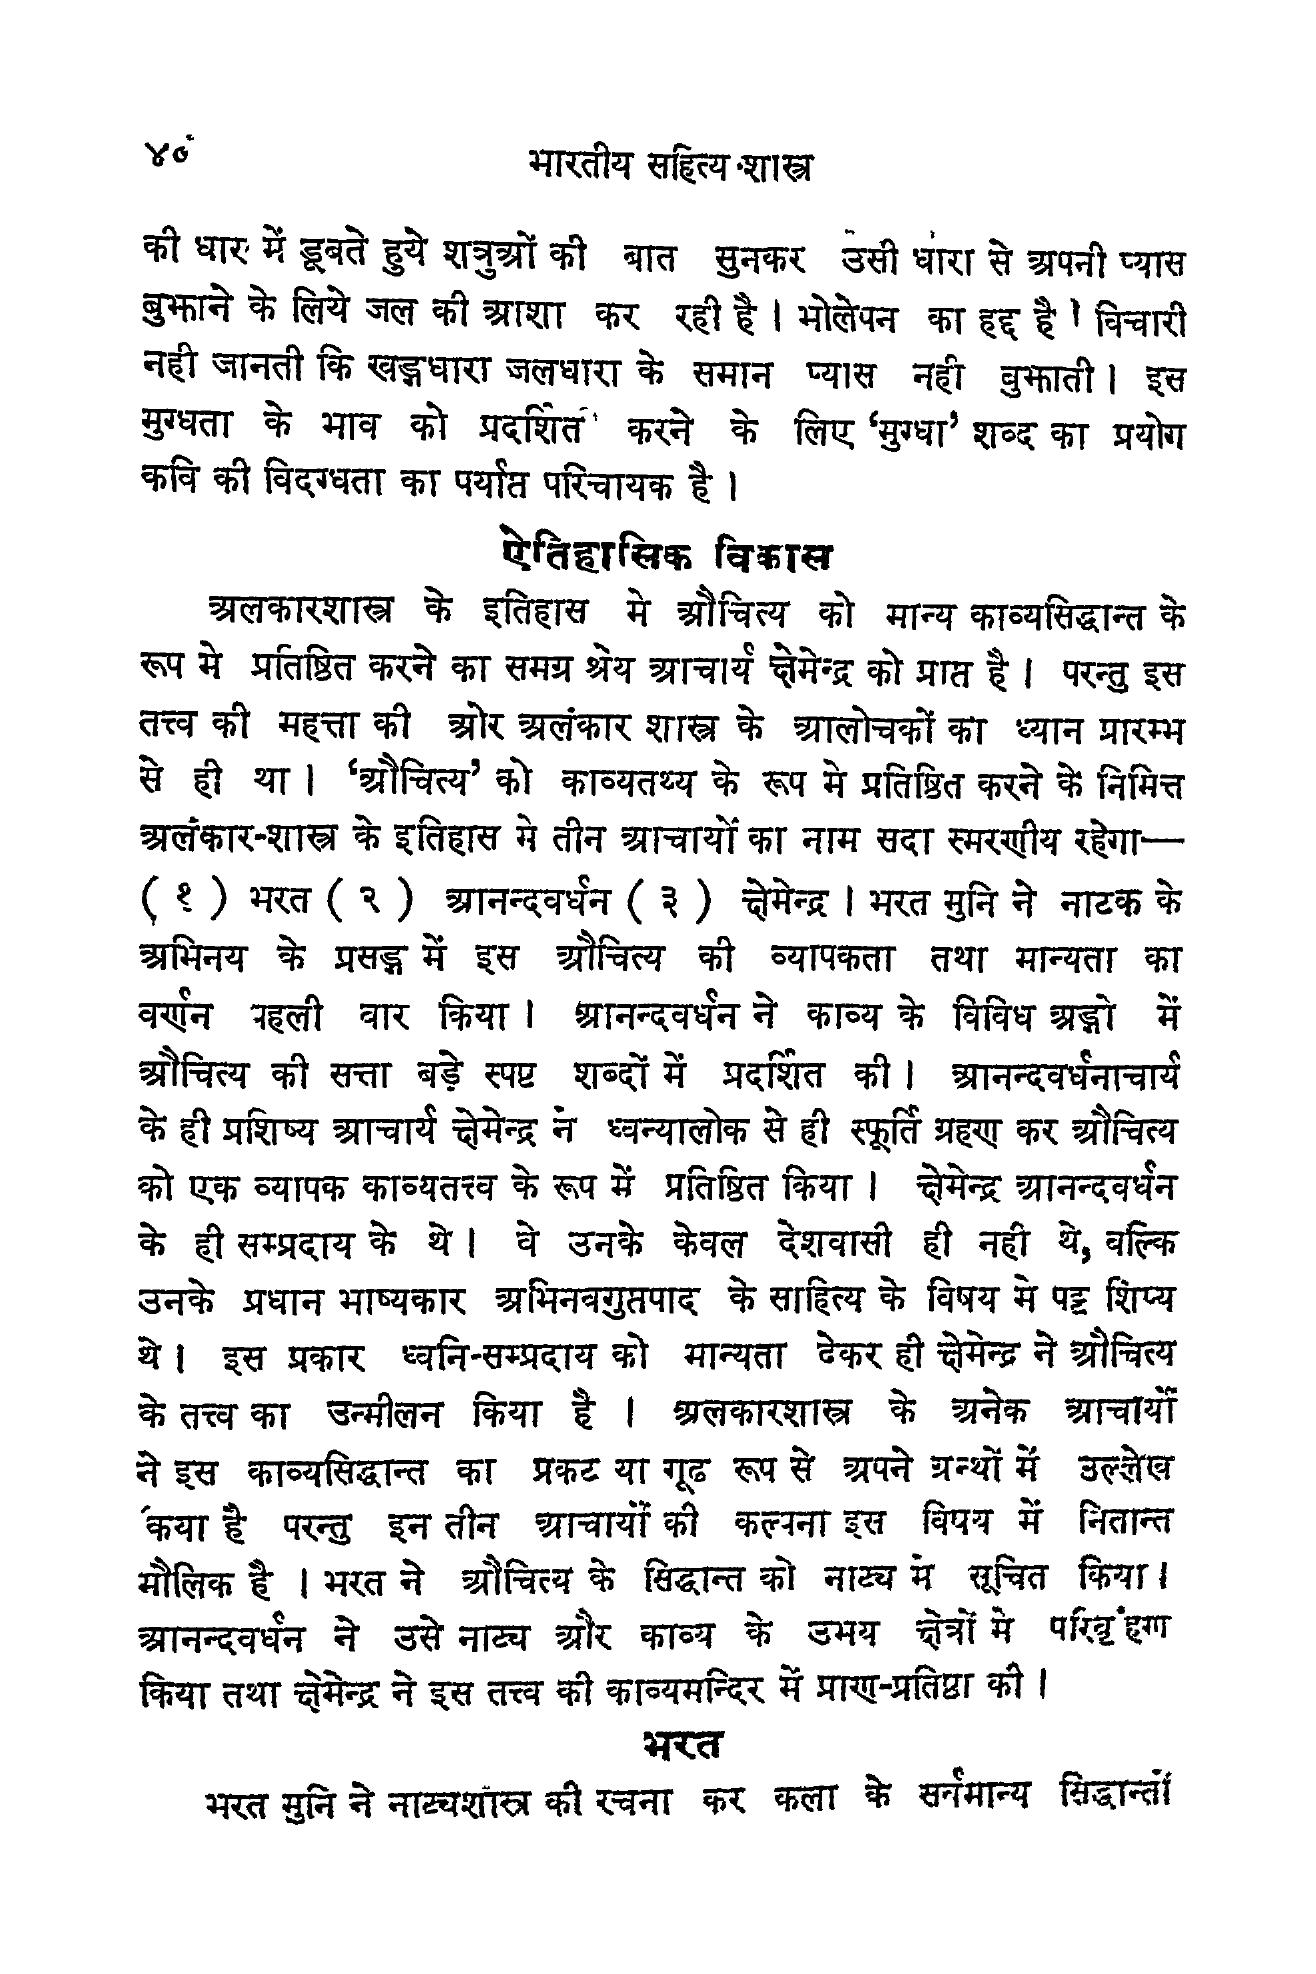 ४०
भारतीय सहित्य शास्त्र
की धार में डूबते हुये शत्रुओं की बात सुनकर उसी धारा से अपनी प्यास
बुझाने के लिये जल की आशा कर रही है। भोलेपन का हद्द है ! विचारी
नही जानती कि खङ्गधारा जलधारा के समान प्यास नही बुझाती। इस
मुग्धता के भाव को प्रदर्शित करने के लिए ‘मुग्धा’ शब्द का प्रयोग
कवि की विदग्धता का पर्याप्त परिचायक है।
ऐतिहासिक विकास
अलकारशास्त्र के इतिहास मे औचित्य को मान्य काव्यसिद्धान्त के
रूप मे प्रतिष्ठित करने का समग्र श्रेय आचार्य क्षेमेन्द्र को प्राप्त है। परन्तु इस
तत्त्व की महत्ता की ओर अलंकार शास्त्र के आलोचकों का ध्यान प्रारम्भ
से ही था। ‘औचित्य’ को काव्यतथ्य के रूप मे प्रतिष्ठित करने के निमित्त
अलंकार-शास्त्र के इतिहास मे तीन आचार्यों का नाम सदा स्मरणीय रहेगा—
( १ ) भरत ( २ ) आनन्दवर्धन ( ३ ) क्षेमेन्द्र। भरत मुनि ने नाटक के
अभिनय के प्रसङ्ग में इस औचित्य की व्यापकता तथा मान्यता का
वर्णन पहली वार किया। आनन्दवर्धन ने काव्य के विविध अङ्गो में
औचित्य की सत्ता बड़े स्पष्ट शब्दों में प्रदर्शित की। आनन्दवर्धनाचार्य
के ही प्रशिष्य आचार्य क्षेमेन्द्र ने ध्वन्यालोक से ही स्फूर्ति ग्रहण कर औचित्य
को एक व्यापक काव्यतत्त्व के रूप में प्रतिष्ठित किया। क्षेमेन्द्र आनन्दवर्धन
के ही सम्प्रदाय के थे। वे उनके केवल देशवासी ही नही थे, वल्कि
उनके प्रधान भाष्यकार अभिनवगुप्तपाद के साहित्य के विषय मे पट्ट शिष्य
थे। इस प्रकार ध्वनि-सम्प्रदाय को मान्यता देकर ही क्षेमेन्द्र ने औचित्य
के तत्त्व का उन्मीलन किया है । अलकारशास्त्र के अनेक आचार्यों
ने इस काव्यसिद्धान्त का प्रकट या गूढ रूप से अपने ग्रन्थों में उल्लेख
किया है परन्तु इन तीन आचार्यों की कल्पना इस विषय में नितान्त
मौलिक है । भरत ने औचित्य के सिद्धान्त को नाट्य मे सूचित किया।
आनन्दवर्धन ने उसे नाट्य और काव्य के उभय क्षेत्रों मे परिवृंहण
किया तथा क्षेमेन्द्र ने इस तत्त्व की काव्यमन्दिर में प्राण-प्रतिष्ठा की।
भरत
भरत मुनि ने नाट्यशास्त्र की रचना कर कला के सर्वमान्य सिद्धान्तों